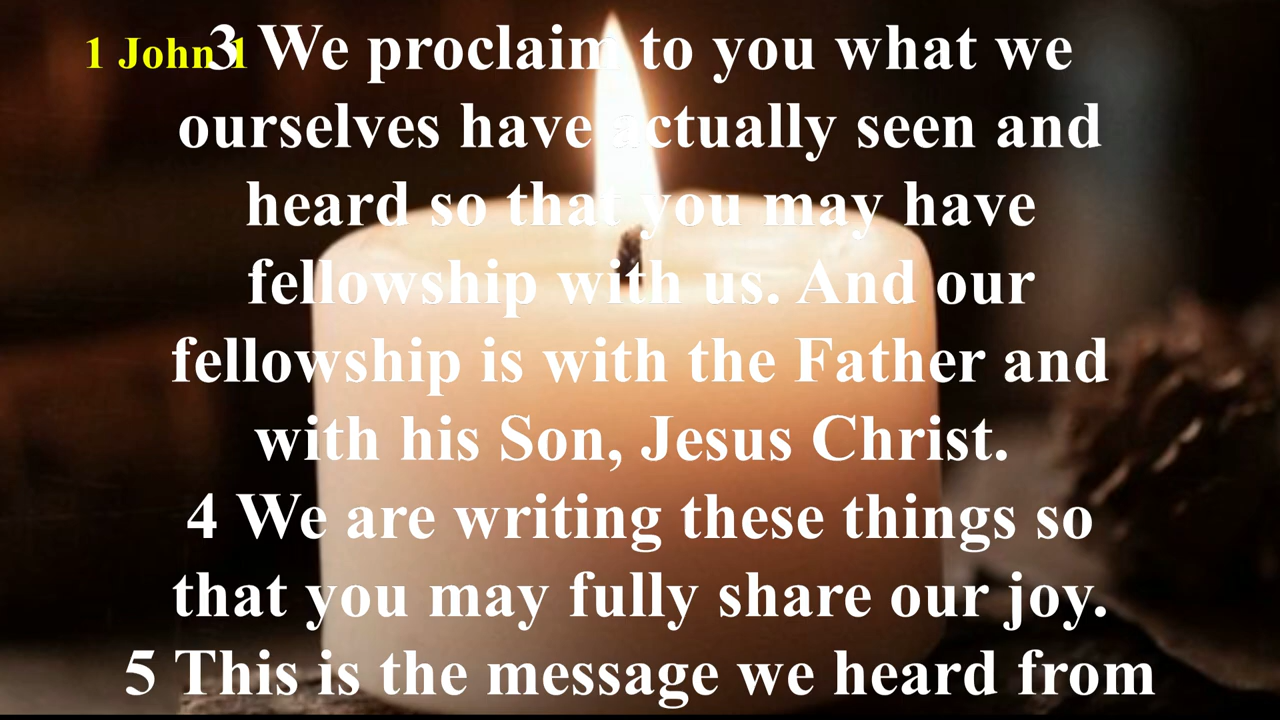 1 John 1
3 We proclaim to you what we
ourselves have actually seen and
heard so that you may have
fellowship with us. And our
fellowship is with the Father and
with his Son, Jesus Christ.
4 We are writing these things so
that you may fully share our joy.
5 This is the message we heard from